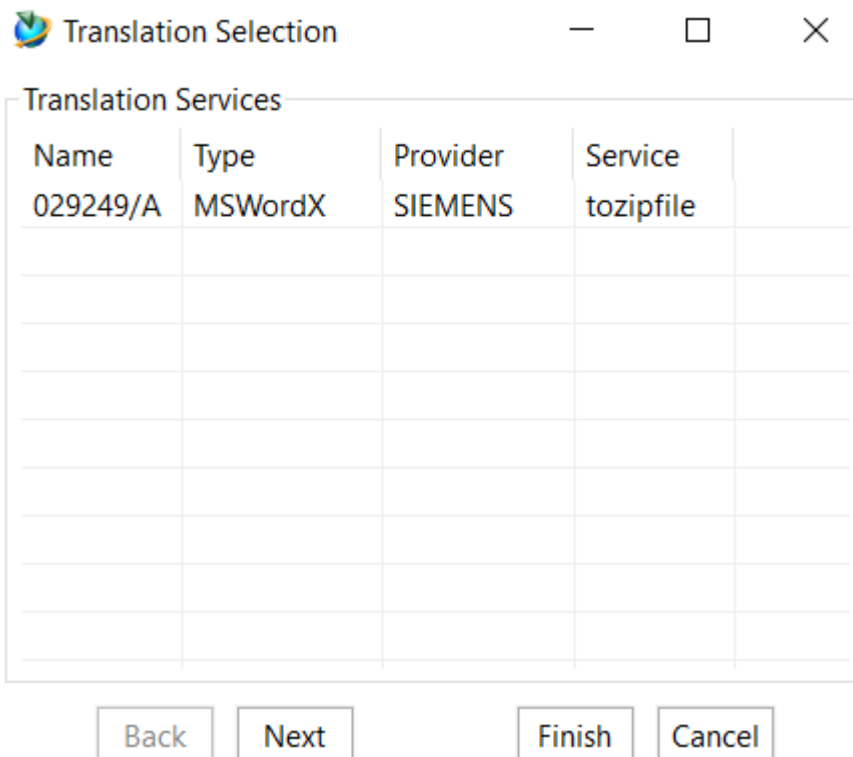 Translation Selection
Translation Services
Name Type Provider Service
029249/A MSWordX SIEMENS tozipfile
Back Next Finish Cancel